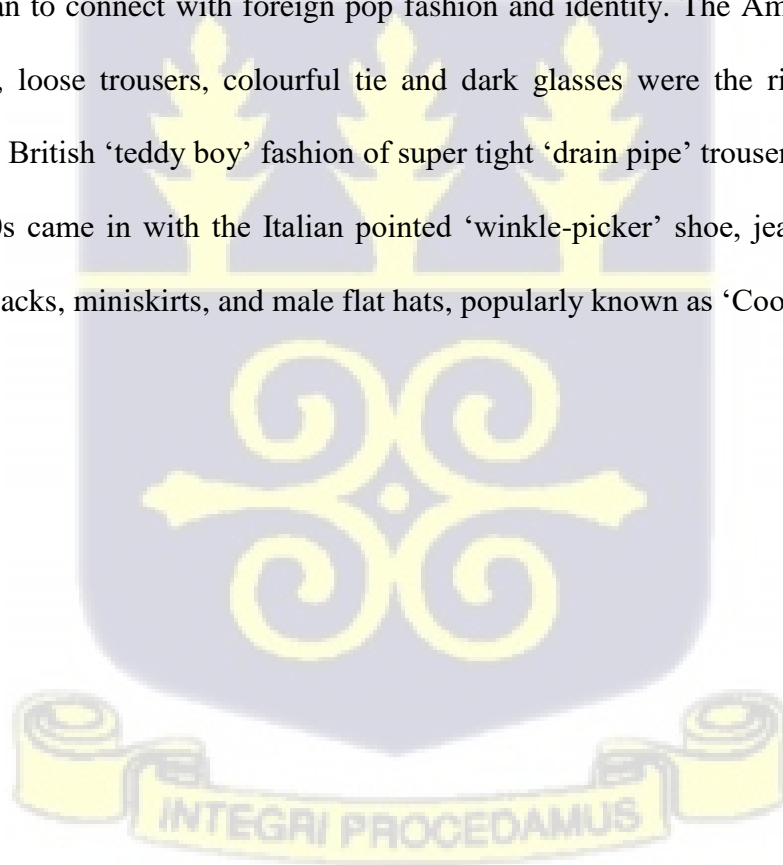 an to connect with foreign pop fashion and identity. The Am
, loose trousers, colourful tie and dark glasses were the ri
British ‘teddy boy’ fashion of super tight ‘drain pipe’ trouser
0s came in with the Italian pointed ‘winkle-picker’ shoe, jea
acks, miniskirts, and male flat hats, popularly known as ‘Coo
INTEGRI PROCEDAMUS